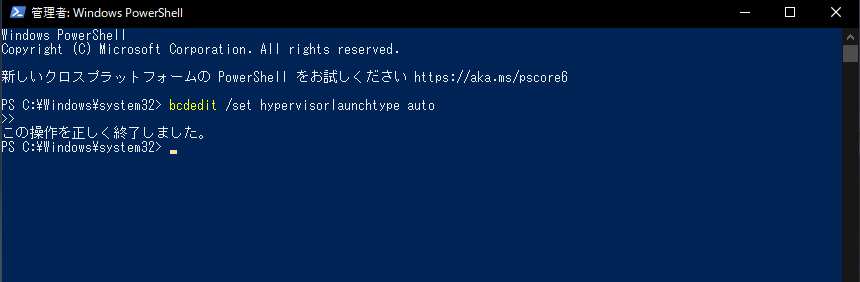 管理者: Windows PowerShell
Windows PowerShell
Copyright (C) Microsoft Corporation. All rights reserved.
新しいクロスプラットフォームの PowerShell をお試しください https://aka.ms/pscore6
PS C:¥Windows¥system32> bcdedit /set hypervisorlaunchtype auto
>>
この操作を正しく終了しました。
PS C:¥Windows¥system32>